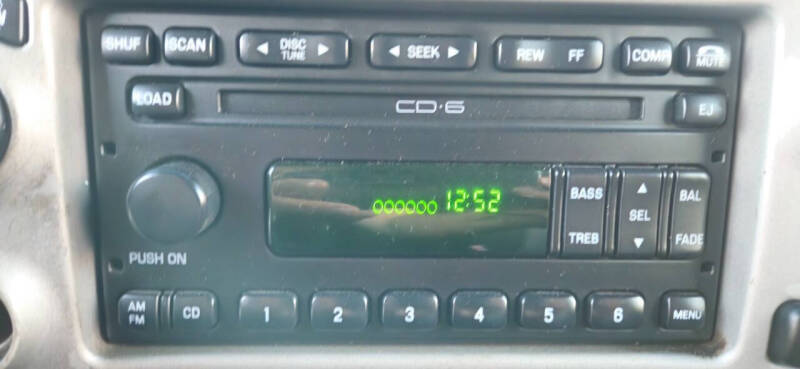 SHUF SCAN ◄ DISC TUNE ► ◄ SEEK ► REW FF COMP MUTE
LOAD CD·6 EJ
12:52
BASS ▲ BAL
SEL
TREB ▼ FADE
PUSH ON
AM FM CD 1 2 3 4 5 6 MENU